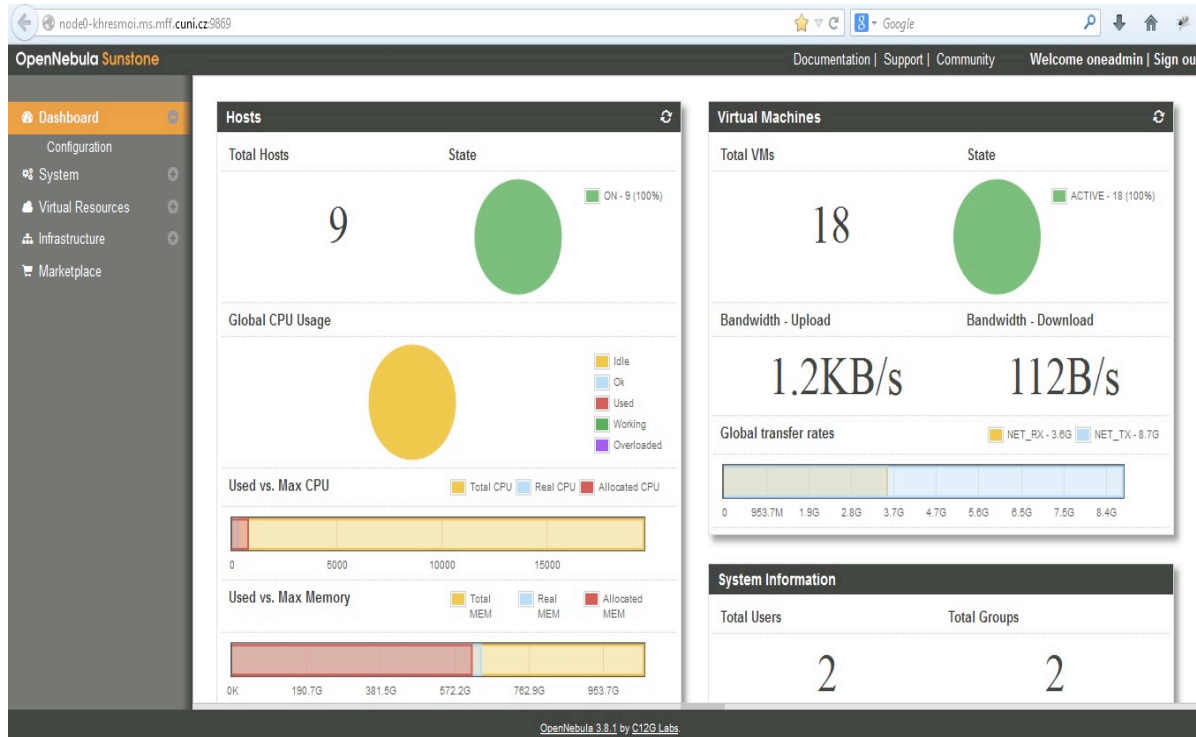 node0-khresmoi.ms.mff.cuni.cz:9869
Google
OpenNebula Sunstone
Documentation | Support | Community Welcome oneadmin | Sign ou
Dashboard
Configuration
System
Virtual Resources
Infrastructure
Marketplace
Hosts
Total Hosts State
9
ON - 9 (100%)
Global CPU Usage
Idle
Ok
Used
Working
Overloaded
Used vs. Max CPU
Total CPU Real CPU Allocated CPU
0 5000 10000 15000
Used vs. Max Memory
Total MEM
Real MEM
Allocated MEM
0K 190.7G 381.5G 572.2G 762.9G 953.7G
Virtual Machines
Total VMs State
18
ACTIVE - 18 (100%)
Bandwidth - Upload Bandwidth - Download
1.2KB/s 112B/s
Global transfer rates
NET_RX - 3.6G NET_TX - 8.7G
0 953.7M 1.9G 2.8G 3.7G 4.7G 5.6G 6.5G 7.5G 8.4G
System Information
Total Users Total Groups
2 2
OpenNebula 3.8.1 by C12G Labs.